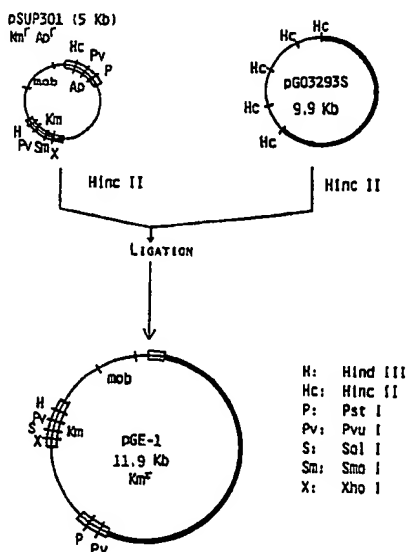 pSUP301 (5 Kb)
Kmʳ Apʳ
Hc
Pv
P
Ap
mob
Km
H
Pv
Sm
X
Hc
Hc
Hc
Hc
Hc
pGO3293S
9.9 Kb
Hinc II
Hinc II
LIGATION
mob
H
Pv
S
X
Km
pGE-1
11.9 Kb
Kmʳ
P
Pv
H: Hind III
Hc: Hinc II
P: Pst I
Pv: Pvu I
S: Sal I
Sm: Sma I
X: Xho I